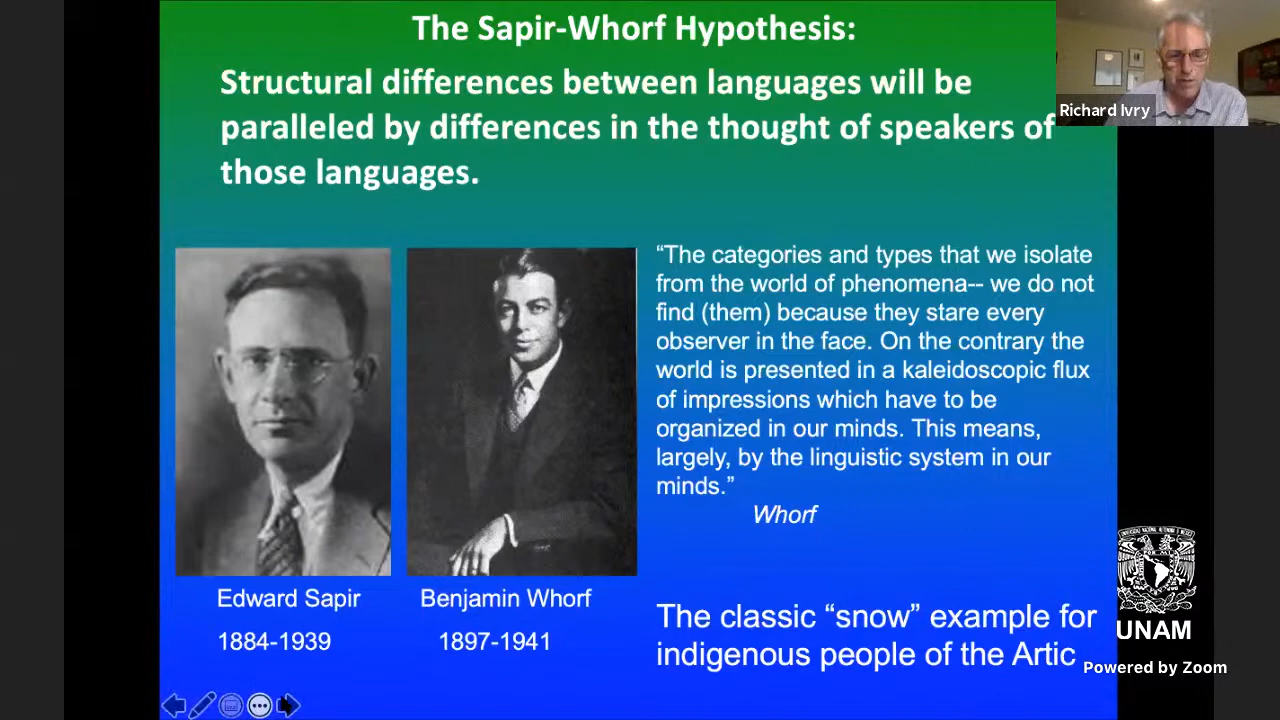 The Sapir-Whorf Hypothesis:
Structural differences between languages will be
paralleled by differences in the thought of speakers of
those languages.
Richard Ivry
“The categories and types that we isolate
from the world of phenomena-- we do not
find (them) because they stare every
observer in the face. On the contrary the
world is presented in a kaleidoscopic flux
of impressions which have to be
organized in our minds. This means,
largely, by the linguistic system in our
minds.”
Whorf
Edward Sapir
1884-1939
Benjamin Whorf
1897-1941
The classic “snow” example for
indigenous people of the Artic
UNAM
Powered by Zoom